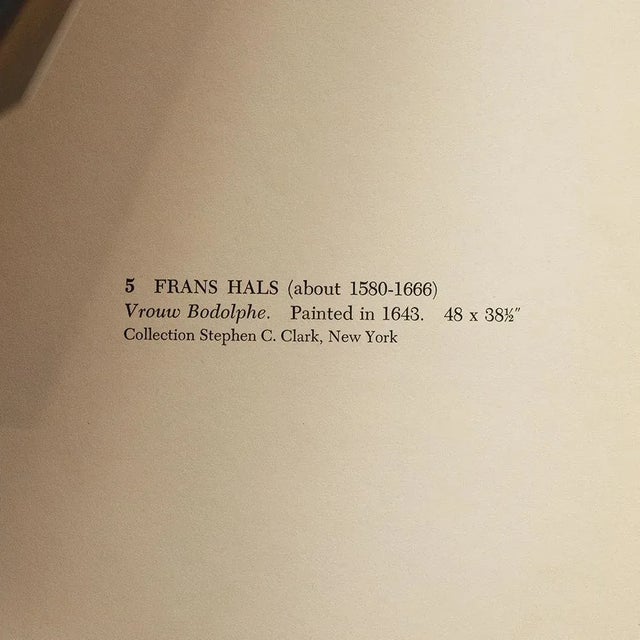 5 FRANS HALS (about 1580-1666)
Vrouw Bodolphe. Painted in 1643. 48 x 38½"
Collection Stephen C. Clark, New York